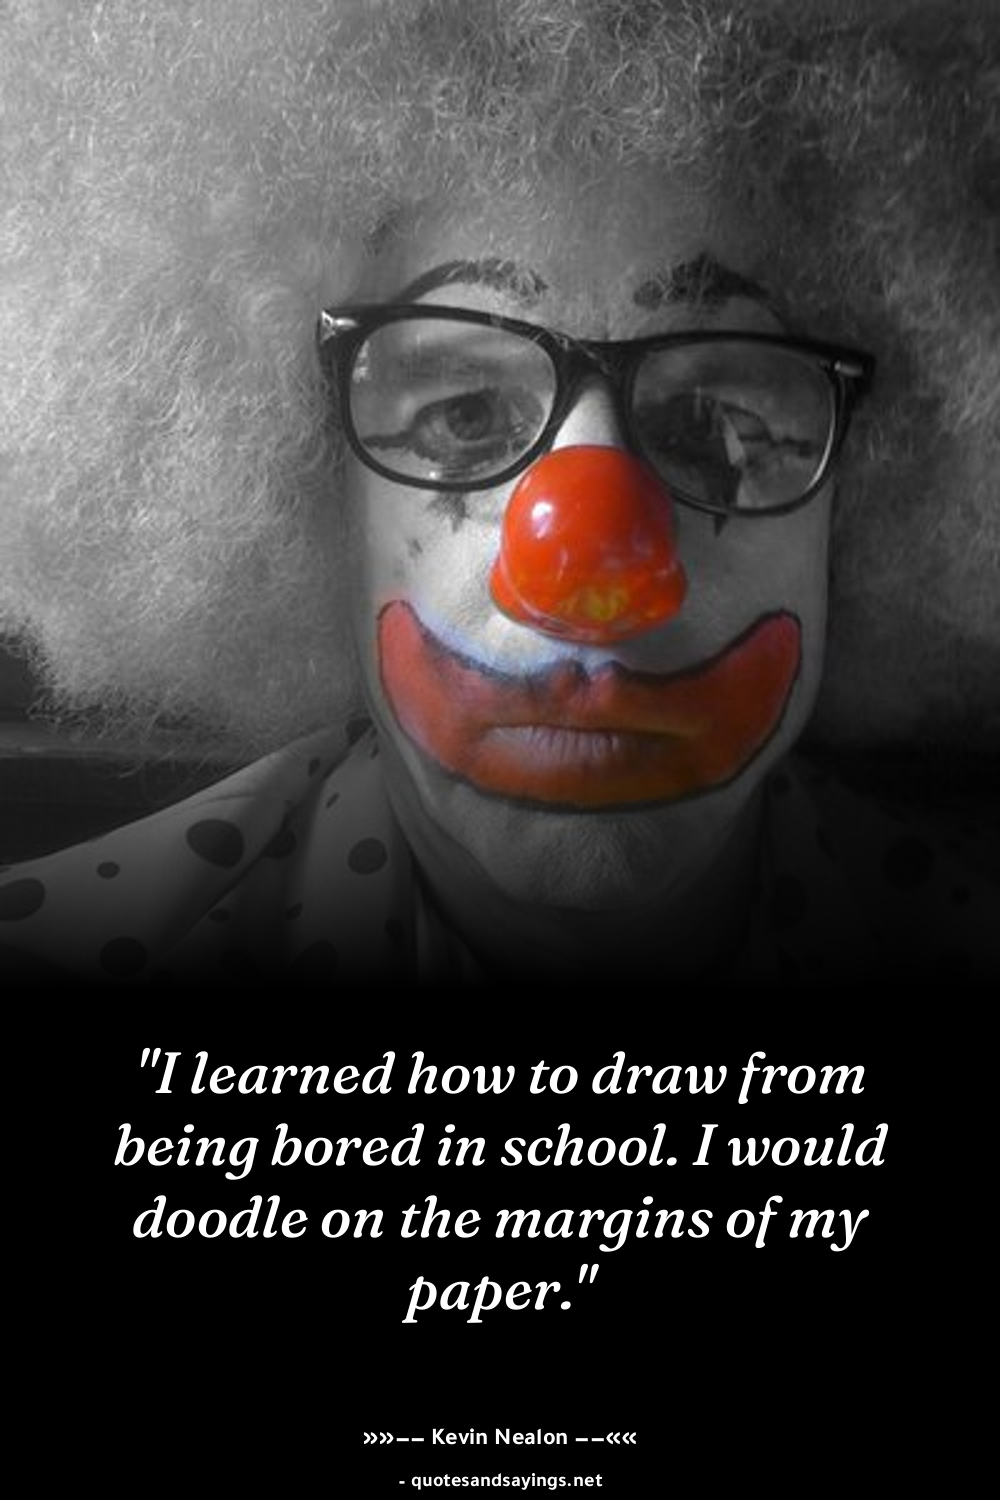 "I learned how to draw from
being bored in school. I would
doodle on the margins of my
paper."
»»-- Kevin Nealon --««
- quotesandsayings.net